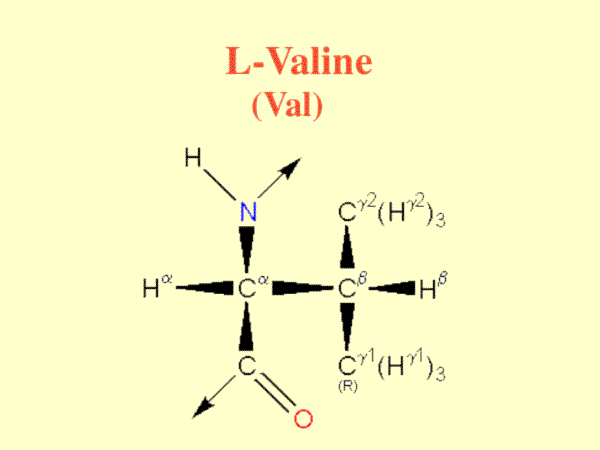 L-Valine
(Val)
H
N Cγ2(Hγ2)3
Hα Cα Cβ Hβ
C Cγ1(Hγ1)3
(R)
O